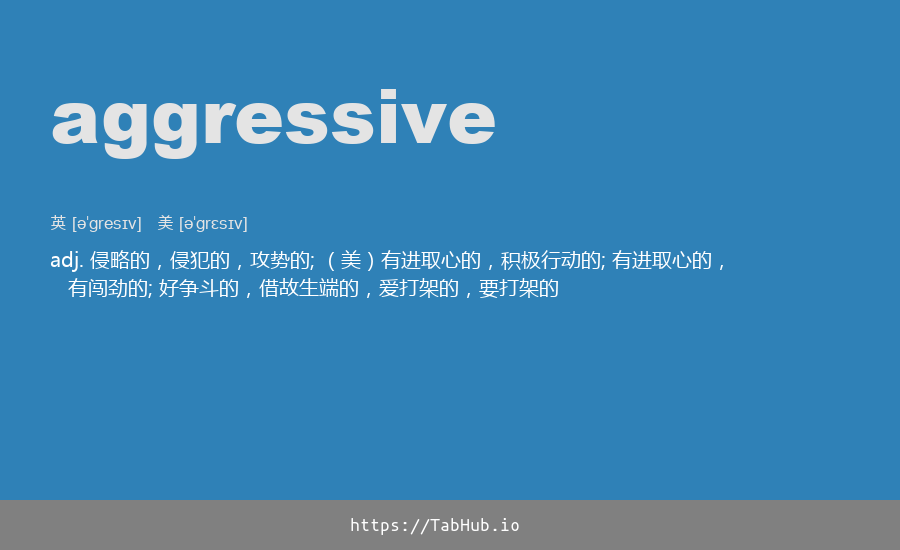 aggressive
英 [ə'gresɪv] 美 [ə'grɛsɪv]
adj. 侵略的，侵犯的，攻势的; （美）有进取心的，积极行动的; 有进取心的，
有闯劲的; 好争斗的，借故生端的，爱打架的，要打架的
https://TabHub.io